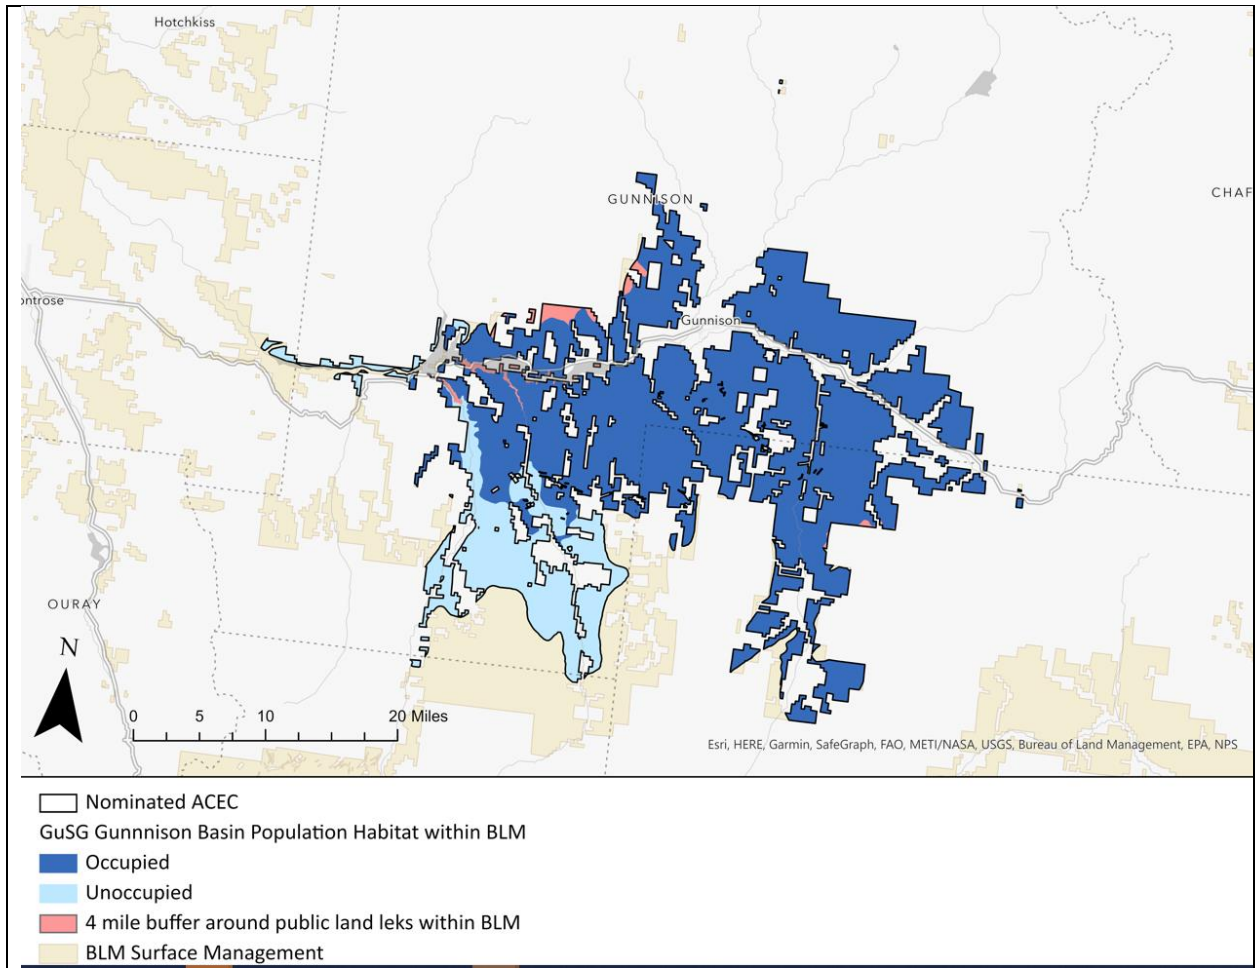 Hotchkiss
GUNNISON
CHAF
ontrose
Gunnison
OURAY
N
0 5 10 20 Miles
Esri, HERE, Garmin, SafeGraph, FAO, METI/NASA, USGS, Bureau of Land Management, EPA, NPS
Nominated ACEC
GuSG Gunnnison Basin Population Habitat within BLM
Occupied
Unoccupied
4 mile buffer around public land leks within BLM
BLM Surface Management